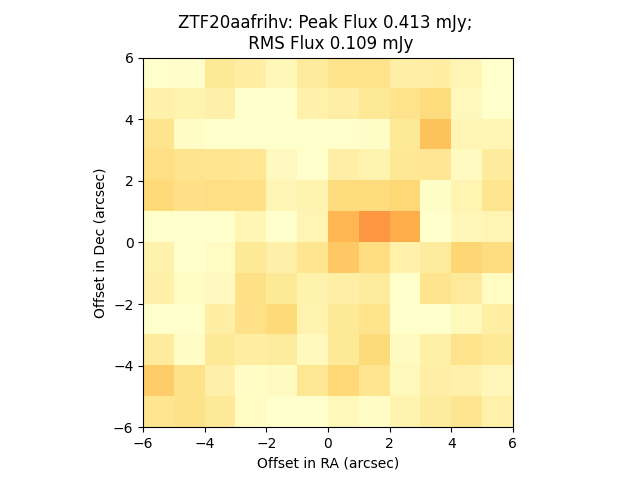 ZTF20aafrihv: Peak Flux 0.413 mJy;
RMS Flux 0.109 mJy
6
4
2
0
−2
−4
−6
Offset in Dec (arcsec)
−6 −4 −2 0 2 4 6
Offset in RA (arcsec)